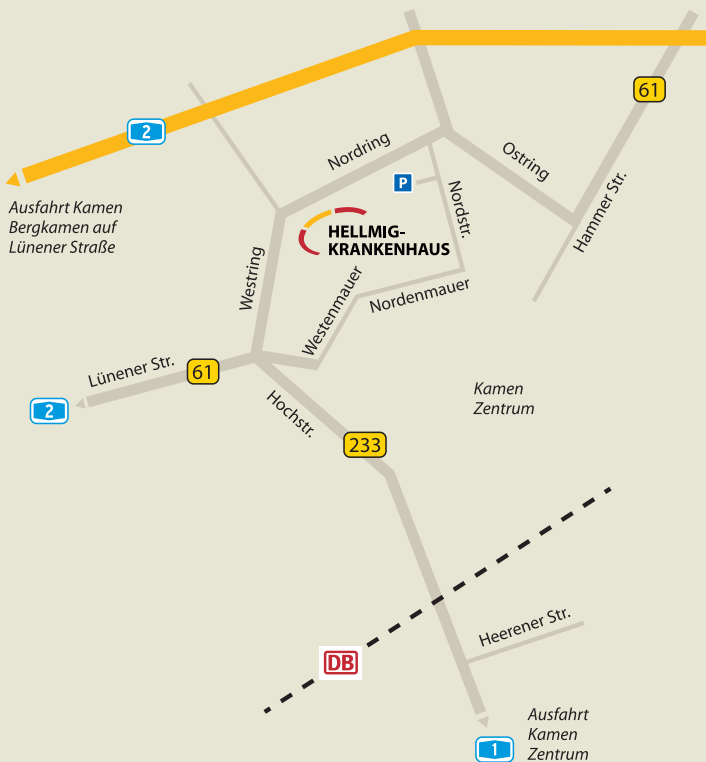 61
2
Nordring
Ostring
P
Nordstr.
Hammer Str.
Ausfahrt Kamen
Bergkamen auf
Lünener Straße
HELLMIG-
KRANKENHAUS
Westring
Westenmauer
Nordenmauer
Lünener Str.
61
2
Hochstr.
Kamen
Zentrum
233
Heerener Str.
DB
Ausfahrt
Kamen
Zentrum
1